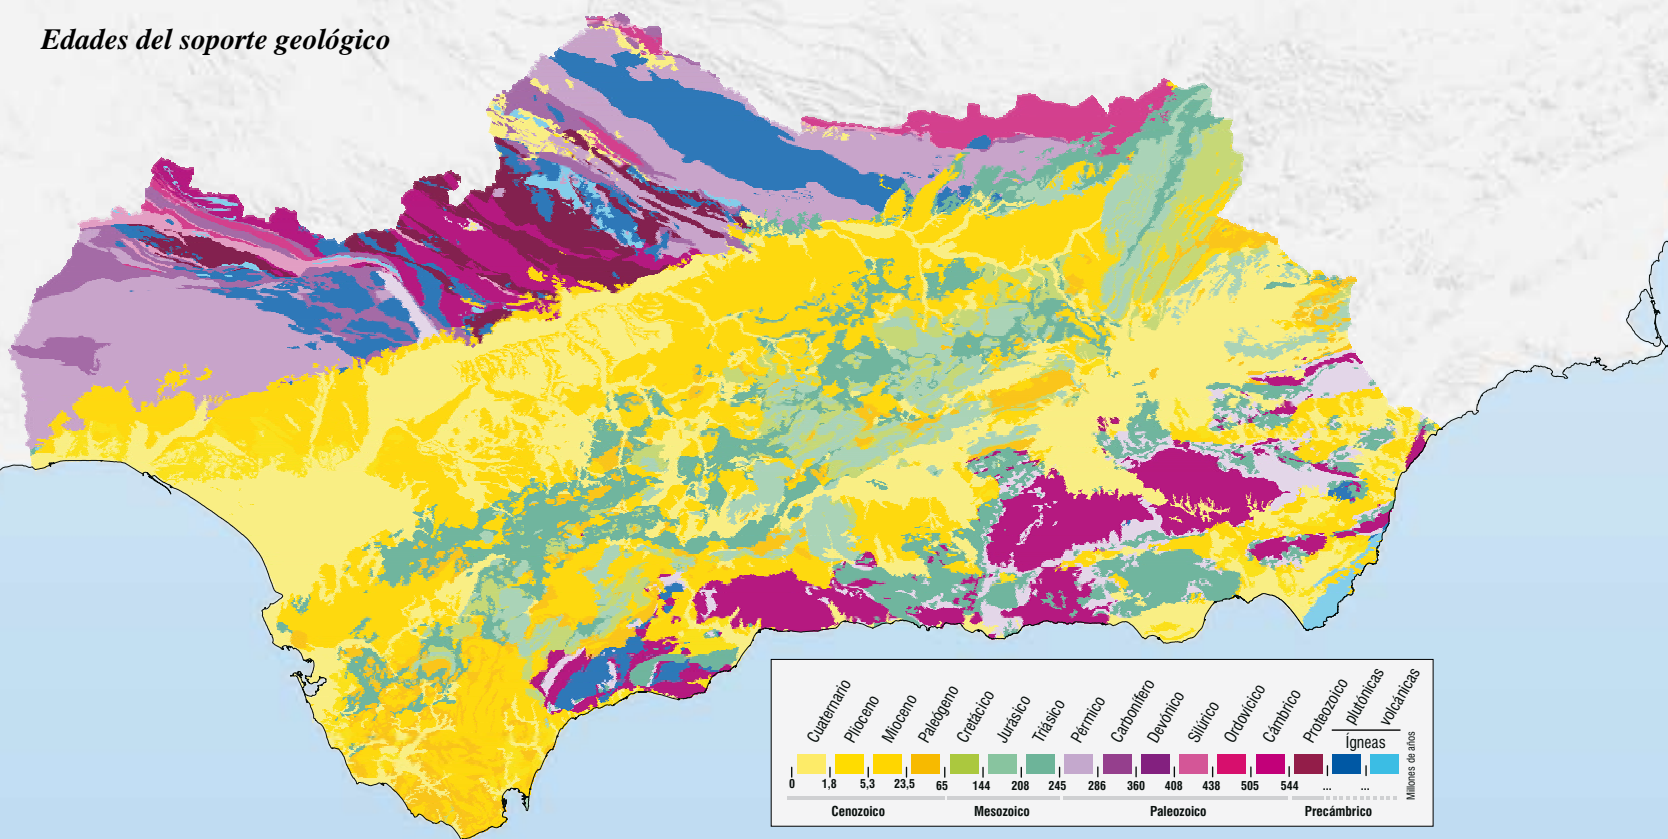 Edades del soporte geológico
Cuaternario
Plioceno
Mioceno
Paleógeno
Cretácico
Jurásico
Triásico
Pérmico
Carbonífero
Devónico
Silúrico
Ordovícico
Cámbrico
Proteozoico
plutónicas
volcánicas
Ígneas
0 1,8 5,3 23,5 65 144 208 245 286 360 408 438 505 544 ... ...
Millones de años
Cenozoico Mesozoico Paleozoico Precámbrico